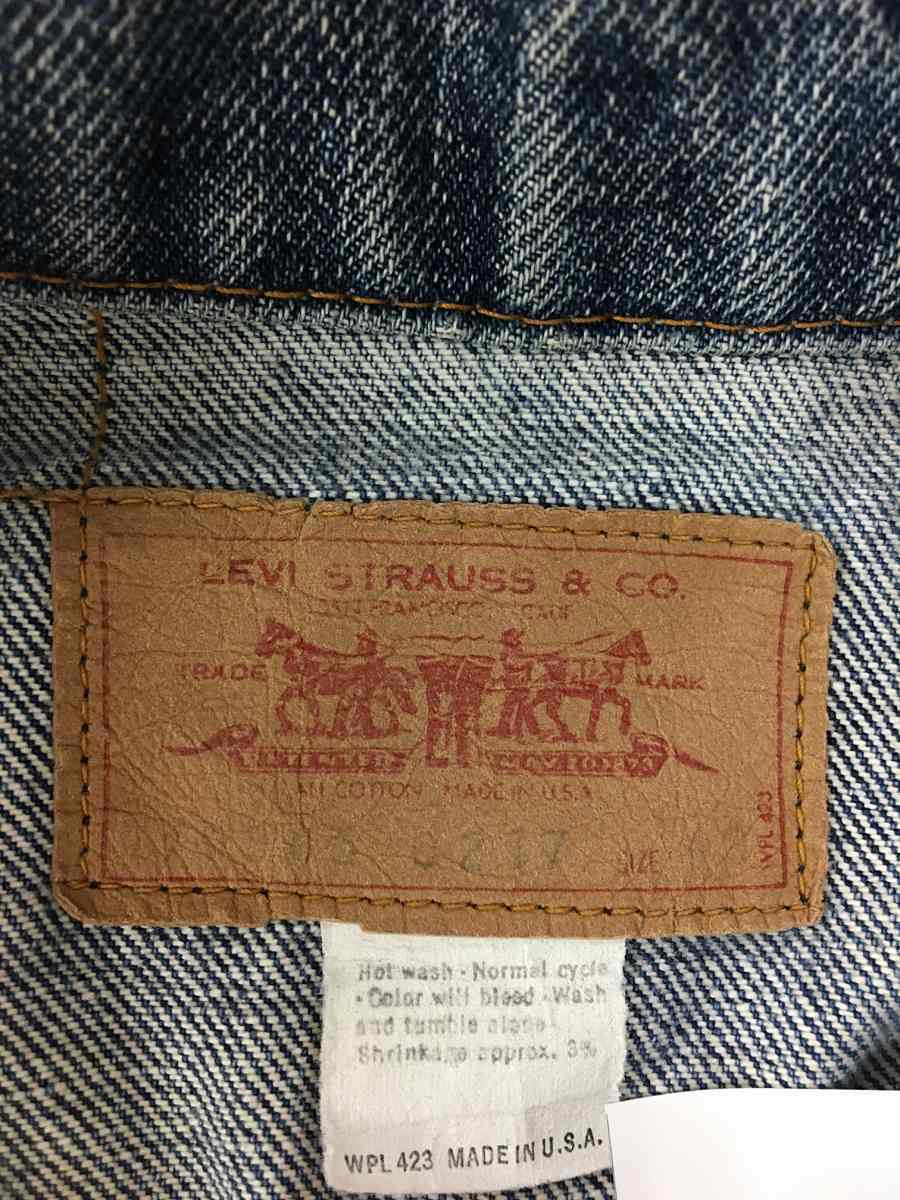 LEVI STRAUSS & CO.
SAN FRANCISCO CALIF
TRADE MARK
ALL COTTON MADE IN U.S.A
217
SIZE
WPL 423
Hot wash - Normal cycle
- Color will bleed - Wash
and tumble alone -
Shrinkage approx. 3%
WPL 423 MADE IN U.S.A.